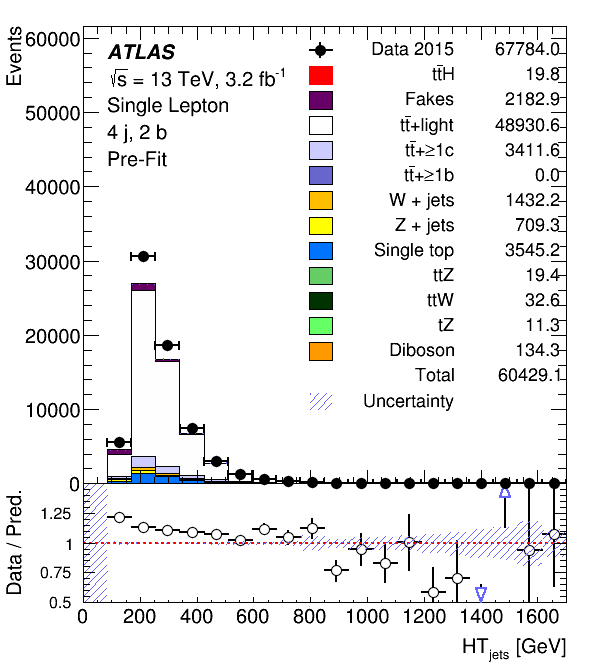 Events
60000
50000
40000
30000
20000
10000
0
ATLAS
√s = 13 TeV, 3.2 fb⁻¹
Single Lepton
4 j, 2 b
Pre-Fit
Data 2015 67784.0
tt̄H 19.8
Fakes 2182.9
tt̄+light 48930.6
tt̄+≥1c 3411.6
tt̄+≥1b 0.0
W + jets 1432.2
Z + jets 709.3
Single top 3545.2
ttZ 19.4
ttW 32.6
tZ 11.3
Diboson 134.3
Total 60429.1
Uncertainty
Data / Pred.
1.25
1
0.75
0.5
0 200 400 600 800 1000 1200 1400 1600
HT_jets [GeV]